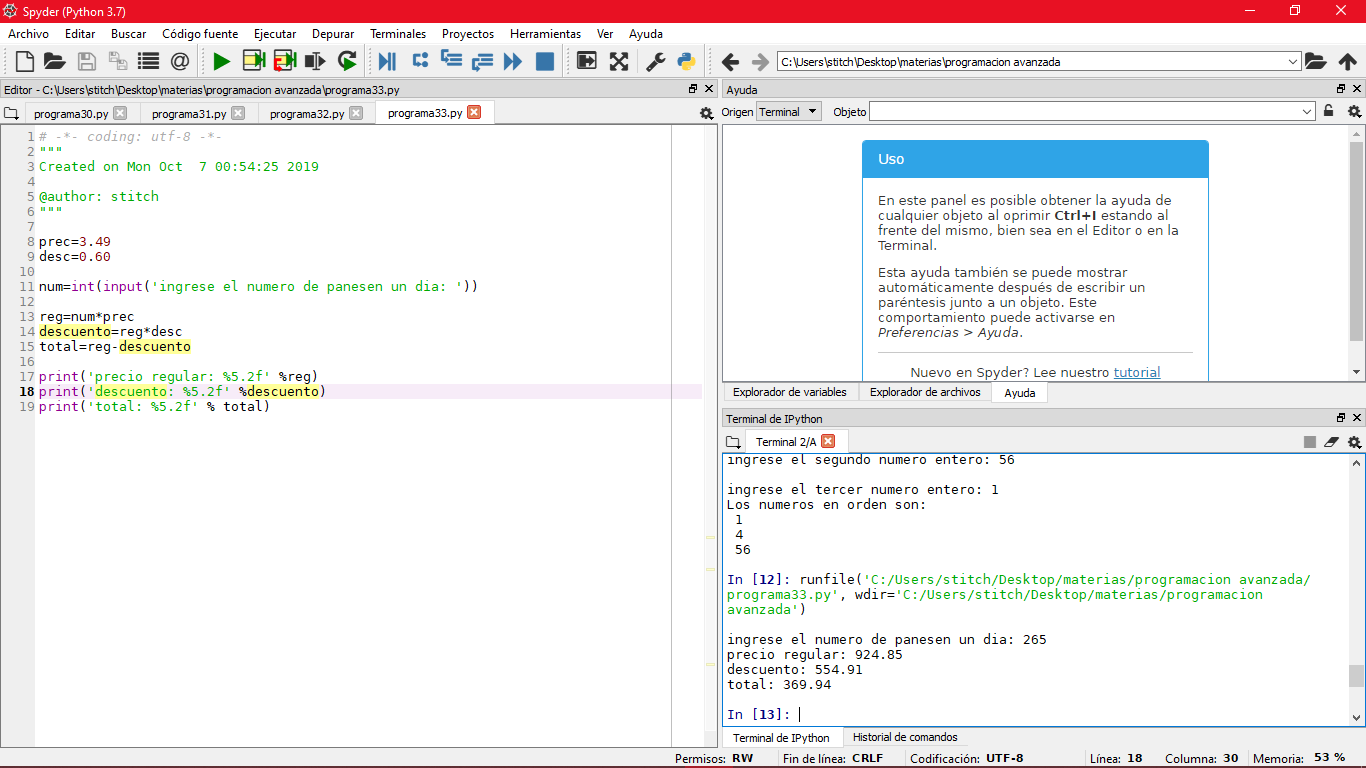 Spyder (Python 3.7)
Archivo Editar Buscar Código fuente Ejecutar Depurar Terminales Proyectos Herramientas Ver Ayuda
C:\Users\stitch\Desktop\materias\programacion avanzada
Editor - C:\Users\stitch\Desktop\materias\programacion avanzada\programa33.py
programa30.py programa31.py programa32.py programa33.py
1 # -*- coding: utf-8 -*-
2 """
3 Created on Mon Oct  7 00:54:25 2019
4
5 @author: stitch
6 """
7
8 prec=3.49
9 desc=0.60
10
11 num=int(input('ingrese el numero de panesen un dia: '))
12
13 reg=num*prec
14 descuento=reg*desc
15 total=reg-descuento
16
17 print('precio regular: %5.2f' %reg)
18 print('descuento: %5.2f' %descuento)
19 print('total: %5.2f' % total)
Ayuda
Origen Terminal Objeto
Uso
En este panel es posible obtener la ayuda de
cualquier objeto al oprimir Ctrl+I estando al
frente del mismo, bien sea en el Editor o en la
Terminal.
Esta ayuda también se puede mostrar
automáticamente después de escribir un
paréntesis junto a un objeto. Este
comportamiento puede activarse en
Preferencias > Ayuda.
Nuevo en Spyder? Lee nuestro tutorial
Explorador de variables Explorador de archivos Ayuda
Terminal de IPython
Terminal 2/A
ingrese el segundo numero entero: 56
ingrese el tercer numero entero: 1
Los numeros en orden son:
1
4
56
In [12]: runfile('C:/Users/stitch/Desktop/materias/programacion avanzada/
programa33.py', wdir='C:/Users/stitch/Desktop/materias/programacion
avanzada')
ingrese el numero de panesen un dia: 265
precio regular: 924.85
descuento: 554.91
total: 369.94
In [13]:
Terminal de IPython Historial de comandos
Permisos: RW Fin de línea: CRLF Codificación: UTF-8 Línea: 18 Columna: 30 Memoria: 53 %